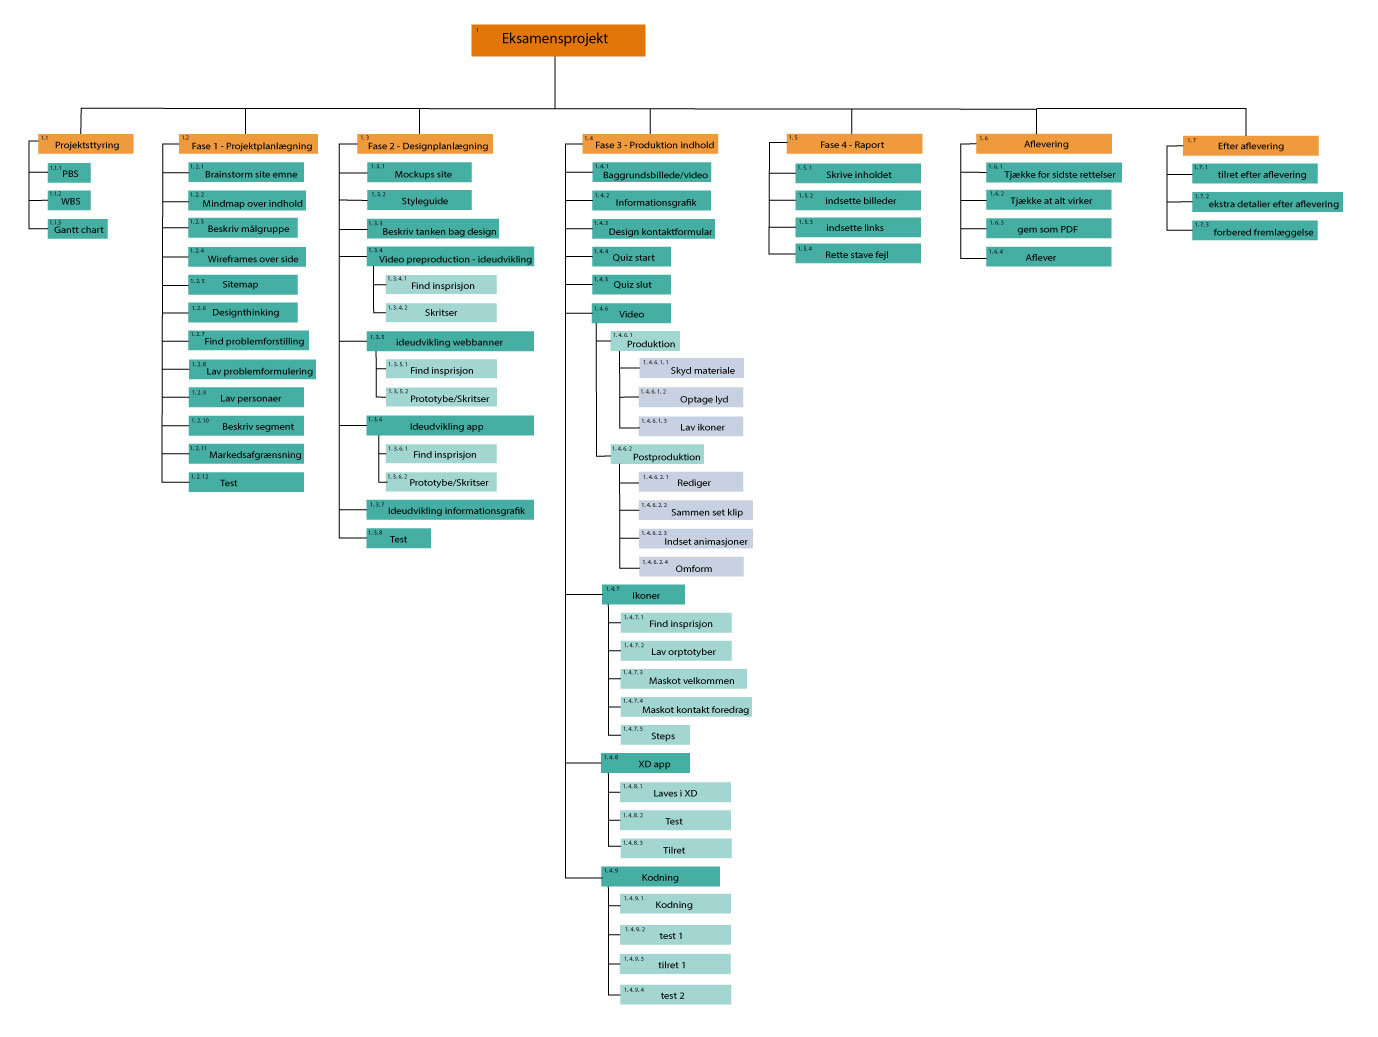 1
Eksamensprojekt
1.1
Projektsttyring
1.1.1
PBS
1.1.2
WBS
1.1.3
Gantt chart
1.2
Fase 1 - Projektplanlægning
1. 2. 1
Brainstorm site emne
1. 2. 2
Mindmap over indhold
1. 2. 3
Beskriv målgruppe
1. 2. 4
Wireframes over side
1. 2. 5
Sitemap
1. 2. 6
Designthinking
1. 2. 7
Find problemforstilling
1. 2. 8
Lav problemformulering
1. 2. 9
Lav personaer
1. 2. 10
Beskriv segment
1. 2. 11
Markedsafgrænsning
1. 2. 12
Test
1. 3
Fase 2 - Designplanlægning
1. 3. 1
Mockups site
1. 3. 2
Styleguide
1. 3. 3
Beskriv tanken bag design
1. 3. 4
Video preproduction - ideudvikling
1. 3. 4. 1
Find insprisjon
1. 3. 4. 2
Skritser
1. 3. 5
ideudvikling webbanner
1. 3. 5. 1
Find insprisjon
1. 3. 5. 2
Prototybe/Skritser
1. 3. 6
Ideudvikling app
1. 3. 6. 1
Find insprisjon
1. 3. 6. 2
Prototybe/Skritser
1. 3. 7
Ideudvikling informationsgrafik
1. 3. 8
Test
1. 4
Fase 3 - Produktion indhold
1. 4. 1
Baggrundsbillede/video
1. 4. 2
Informationsgrafik
1. 4. 3
Design kontaktformular
1. 4. 4
Quiz start
1. 4. 5
Quiz slut
1. 4. 6
Video
1. 4. 6. 1
Produktion
1. 4. 6. 1. 1
Skyd materiale
1. 4. 6. 1. 2
Optage lyd
1. 4. 6. 1. 3
Lav ikoner
1. 4. 6. 2
Postproduktion
1. 4. 6. 2. 1
Rediger
1. 4. 6. 2. 2
Sammen set klip
1. 4. 6. 2. 3
Indset animasjoner
1. 4. 6. 2. 4
Omform
1. 4. 7
Ikoner
1. 4. 7. 1
Find insprisjon
1. 4. 7. 2
Lav orptotyber
1. 4. 7. 3
Maskot velkommen
1. 4. 7. 4
Maskot kontakt foredrag
1. 4. 7. 5
Steps
1. 4. 8
XD app
1. 4. 8. 1
Laves i XD
1. 4. 8. 2
Test
1. 4. 8. 3
Tilret
1. 4. 9
Kodning
1. 4. 9. 1
Kodning
1. 4. 9. 2
test 1
1. 4. 9. 3
tilret 1
1. 4. 9. 4
test 2
1. 5
Fase 4 - Raport
1. 5. 1
Skrive inholdet
1. 5. 2
indsette billeder
1. 5. 3
indsette links
1. 5. 4
Rette stave fejl
1. 6
Aflevering
1. 6. 1
Tjække for sidste rettelser
1. 6. 2
Tjække at alt virker
1. 6. 3
gem som PDF
1. 6. 4
Aflever
1. 7
Efter aflevering
1. 7. 1
tilret efter aflevering
1. 7. 2
ekstra detalier efter aflevering
1. 7. 3
forbered fremlæggelse